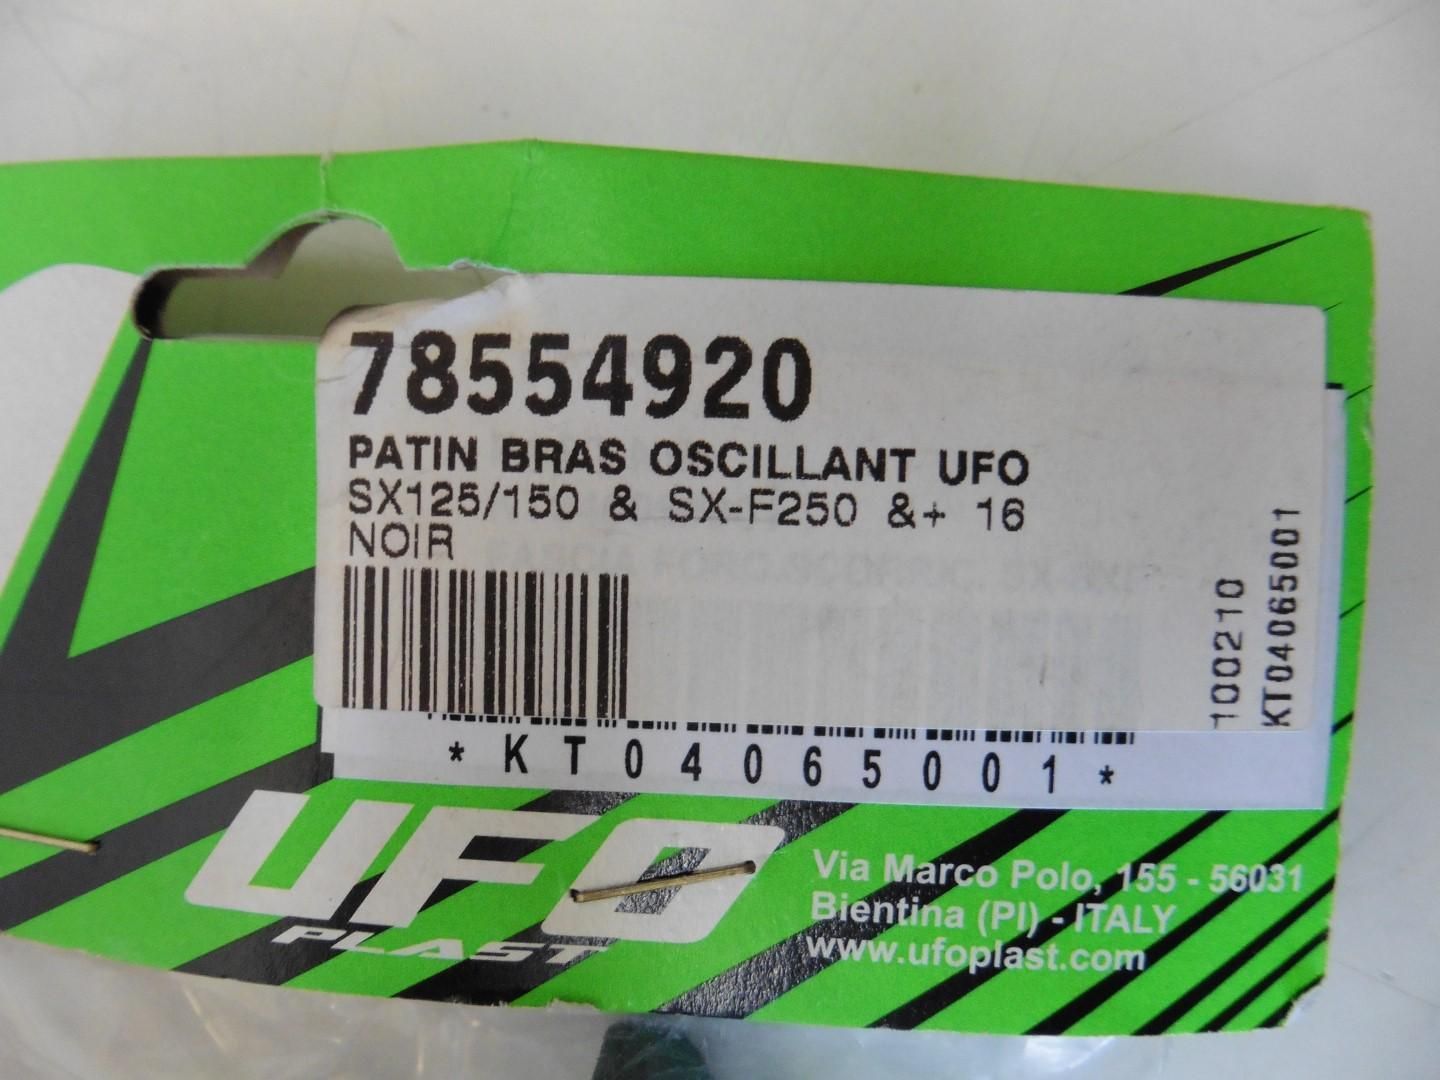 78554920
PATIN BRAS OSCILLANT UFO
SX125/150 & SX-F250 &+ 16
NOIR
100210
KT04065001
*KT04065001*
UFO
PLAST
Via Marco Polo, 155 - 56031
Bientina (PI) - ITALY
www.ufoplast.com